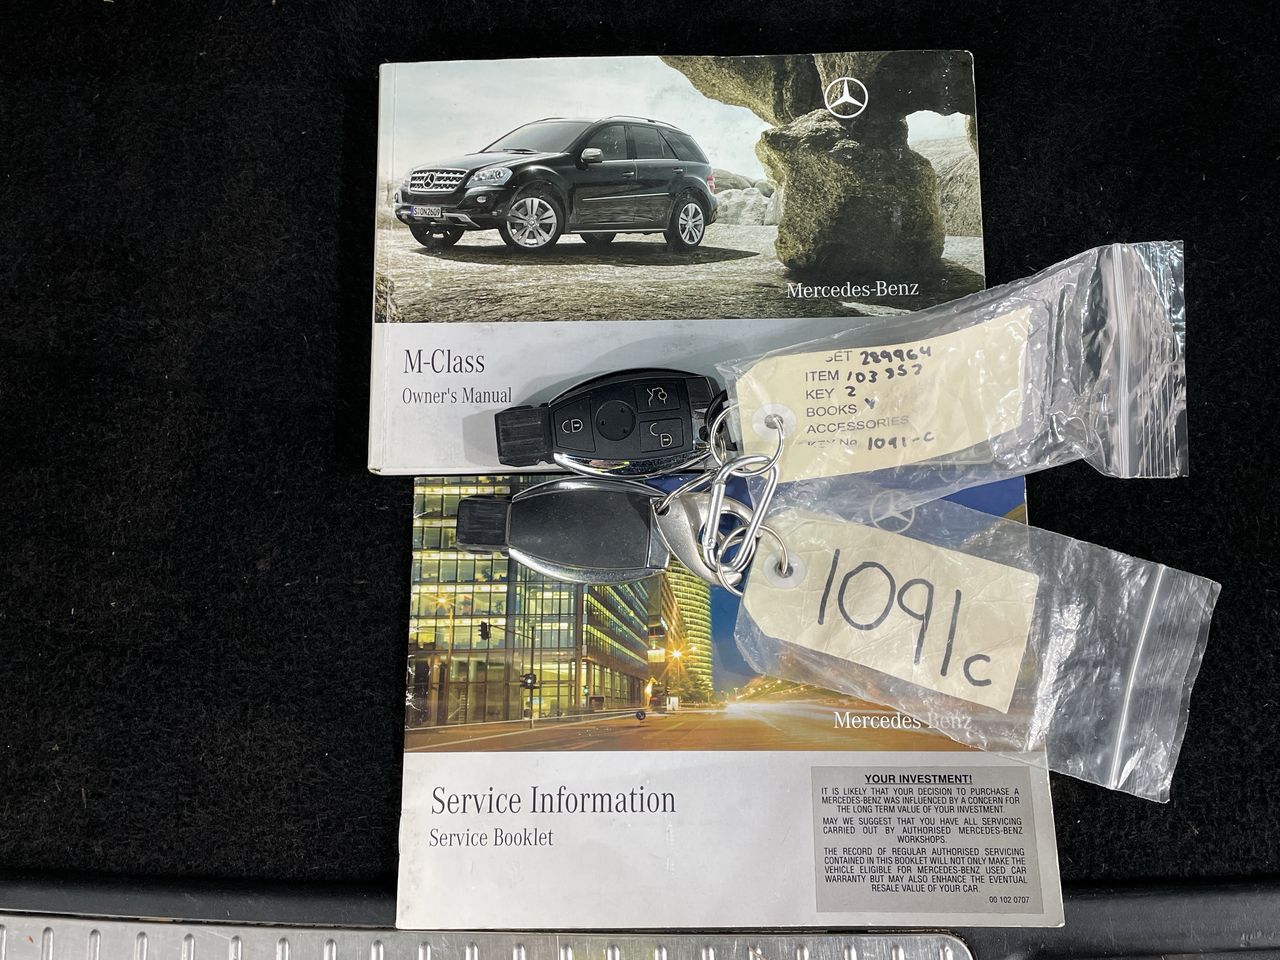 S:ON2609
Mercedes-Benz
M-Class
Owner's Manual
SET 289964
ITEM 103957
KEY 2
BOOKS Y
ACCESSORIES
KEY No. 1091-C
1091c
Mercedes-Benz
Service Information
Service Booklet
YOUR INVESTMENT!
IT IS LIKELY THAT YOUR DECISION TO PURCHASE A
MERCEDES-BENZ WAS INFLUENCED BY A CONCERN FOR
THE LONG TERM VALUE OF YOUR INVESTMENT.
MAY WE SUGGEST THAT YOU HAVE ALL SERVICING
CARRIED OUT BY AUTHORISED MERCEDES-BENZ
WORKSHOPS.
THE RECORD OF REGULAR AUTHORISED SERVICING
CONTAINED IN THIS BOOKLET WILL NOT ONLY MAKE THE
VEHICLE ELIGIBLE FOR MERCEDES-BENZ USED CAR
WARRANTY BUT MAY ALSO ENHANCE THE EVENTUAL
RESALE VALUE OF YOUR CAR.
00 102 0707